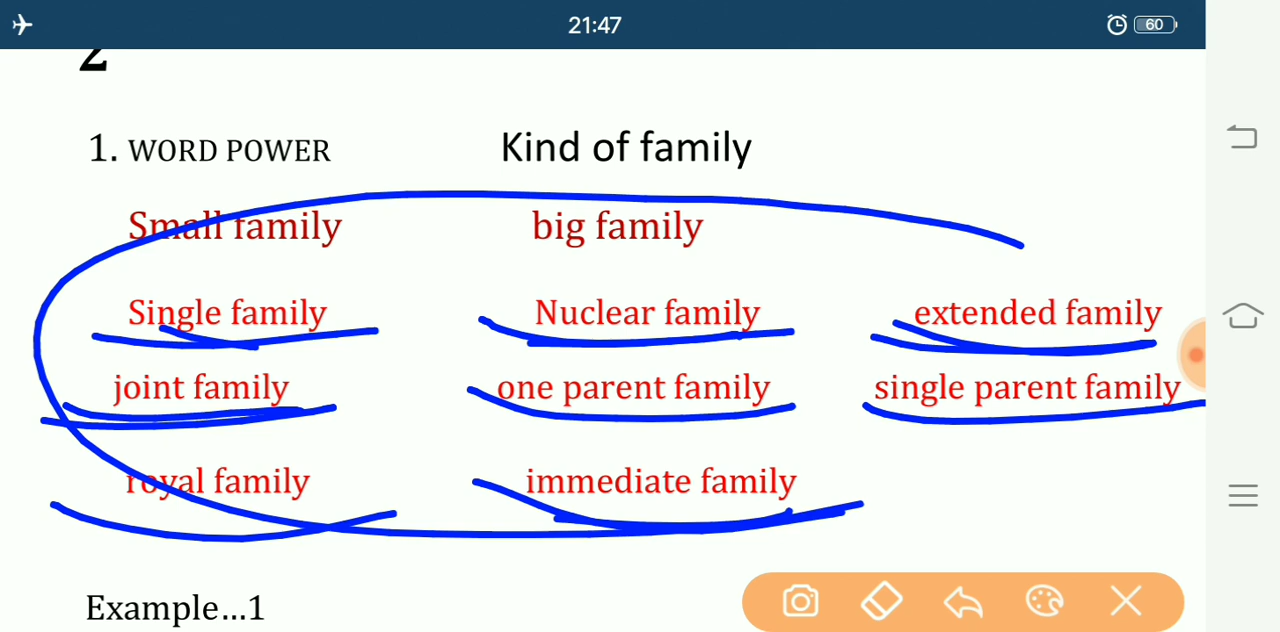 21:47
60
2
1. WORD POWER Kind of family
Small family big family
Single family Nuclear family extended family
joint family one parent family single parent family
royal family immediate family
Example...1